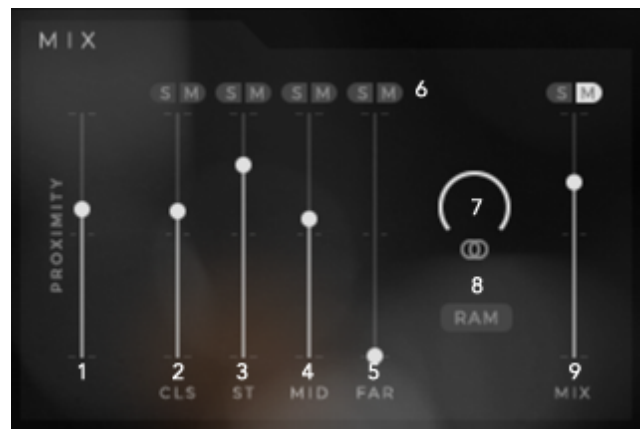 MIX
S M S M S M S M 6 S M
PROXIMITY
7
8
RAM
1 2 3 4 5 9
CLS ST MID FAR MIX